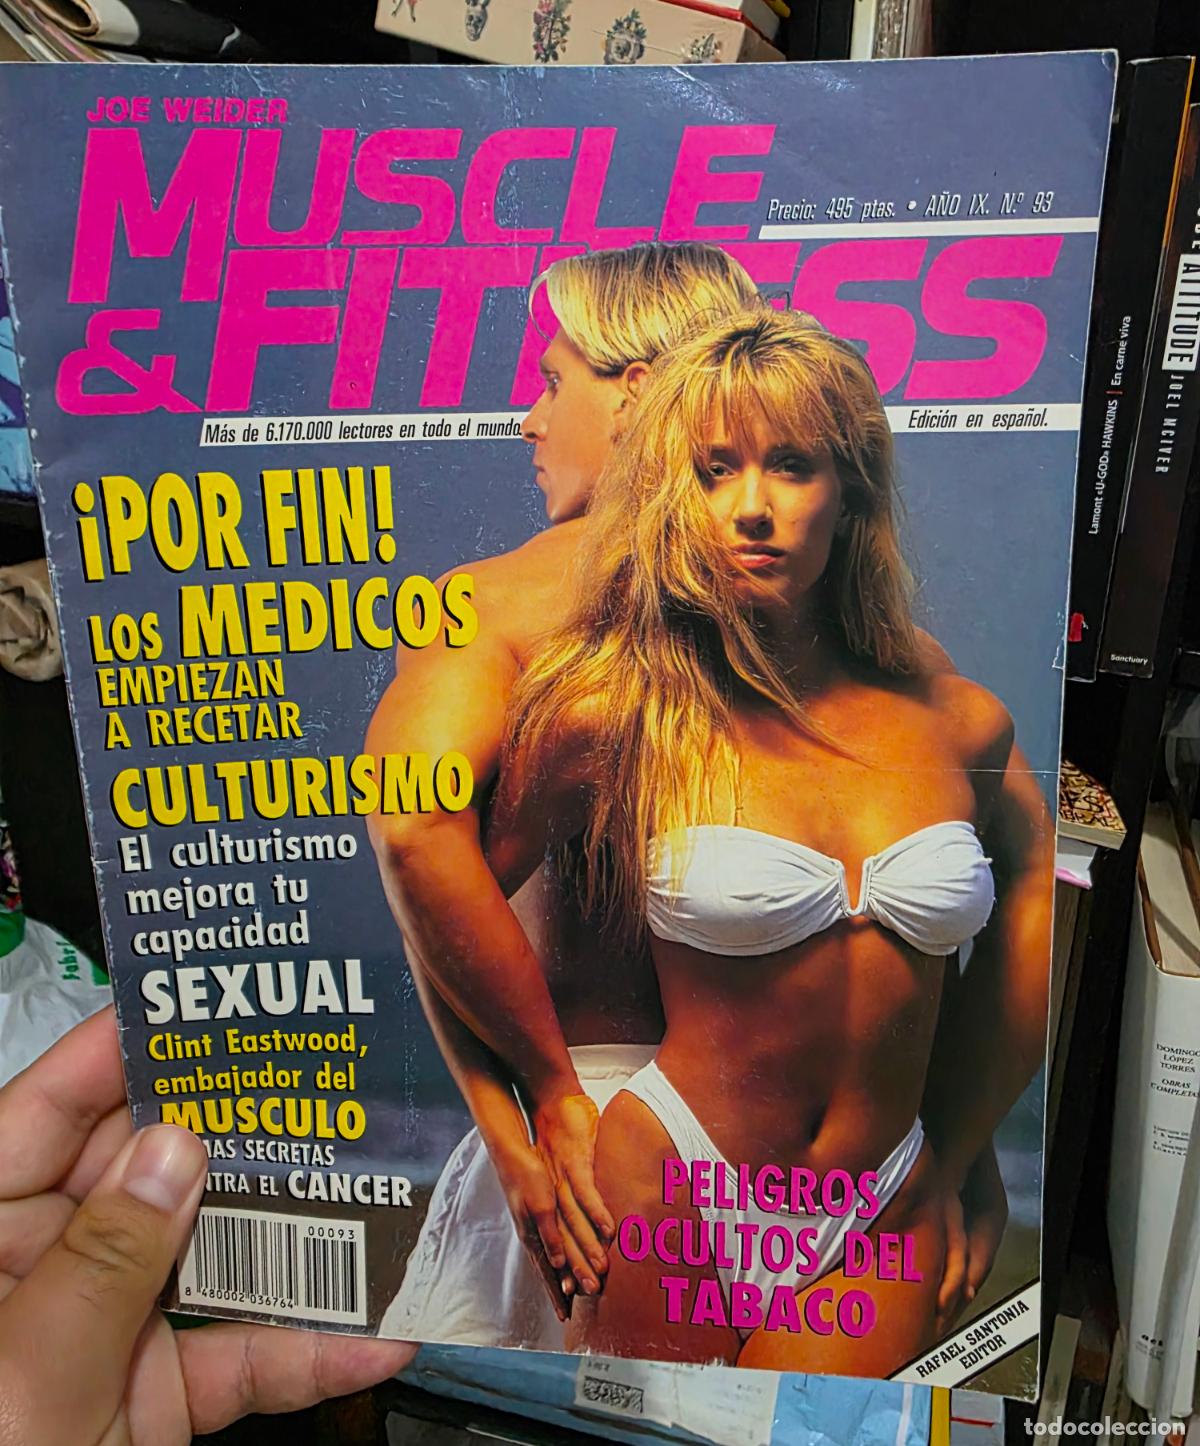 JOE WEIDER
MUSCLE
& FITNESS
Precio: 495 ptas. • AÑO IX. N.º 93
Más de 6.170.000 lectores en todo el mundo.
Edición en español.
¡POR FIN!
LOS MEDICOS
EMPIEZAN
A RECETAR
CULTURISMO
El culturismo
mejora tu
capacidad
SEXUAL
Clint Eastwood,
embajador del
MUSCULO
MAS SECRETAS
NTRA EL CANCER
PELIGROS
OCULTOS DEL
TABACO
00093
8 480002 036764
RAFAEL SANTONJA
EDITOR
Lamont «U-GOD» HAWKINS | En carne viva
ATTITUDE
JOEL MCIVER
Sanctuary
DOMINGO
LÓPEZ
TORRES
OBRAS
COMPLETAS
todocoleccion